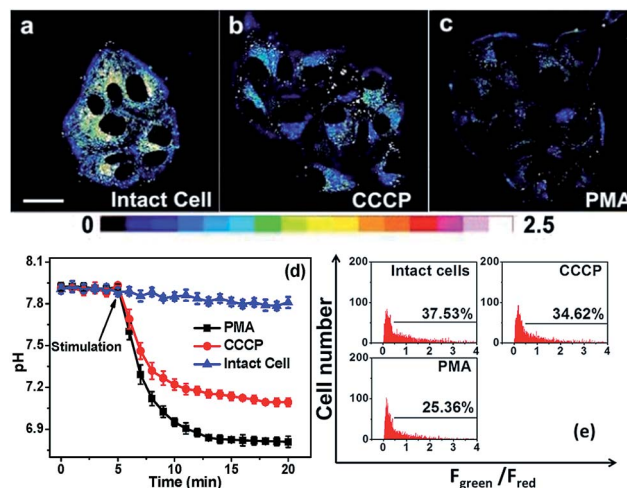 a
b
c
Intact Cell
CCCP
PMA
0
2.5
(d)
8.1
7.8
7.5
7.2
6.9
pH
Stimulation
PMA
CCCP
Intact Cell
0
5
10
15
20
Time (min)
Intact cells
200
100
0
37.53%
0 1 2 3 4
CCCP
200
100
0
34.62%
0 1 2 3 4
PMA
200
100
0
25.36%
0 1 2 3 4
Cell number
(e)
Fgreen/Fred